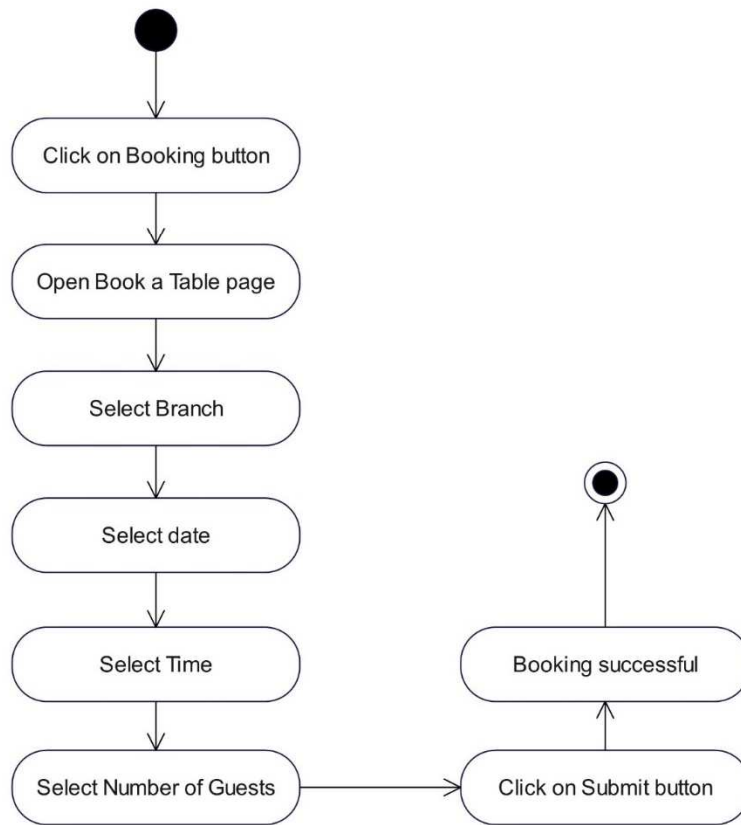 Click on Booking button
Open Book a Table page
Select Branch
Select date
Select Time
Select Number of Guests
Click on Submit button
Booking successful